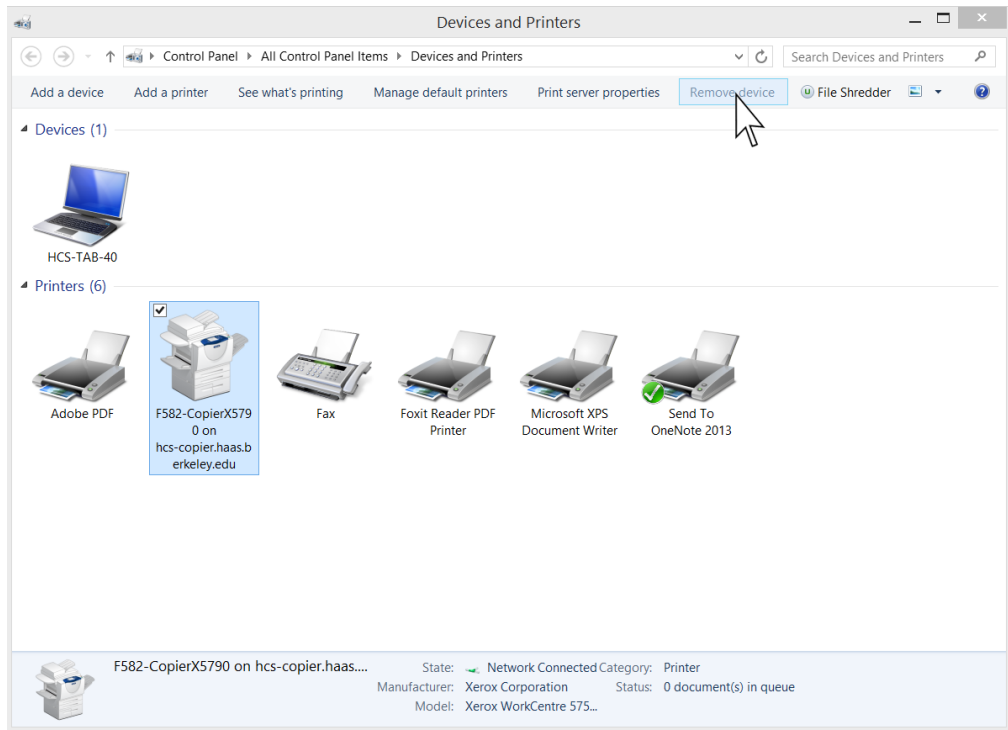 Devices and Printers
Control Panel All Control Panel Items Devices and Printers Search Devices and Printers
Add a device Add a printer See what's printing Manage default printers Print server properties Remove device File Shredder
Devices (1)
HCS-TAB-40
Printers (6)
Adobe PDF
F582-CopierX579
0 on
hcs-copier.haas.b
erkeley.edu
Fax
Foxit Reader PDF
Printer
Microsoft XPS
Document Writer
Send To
OneNote 2013
F582-CopierX5790 on hcs-copier.haas.... State: Network Connected Category: Printer
Manufacturer: Xerox Corporation Status: 0 document(s) in queue
Model: Xerox WorkCentre 575...